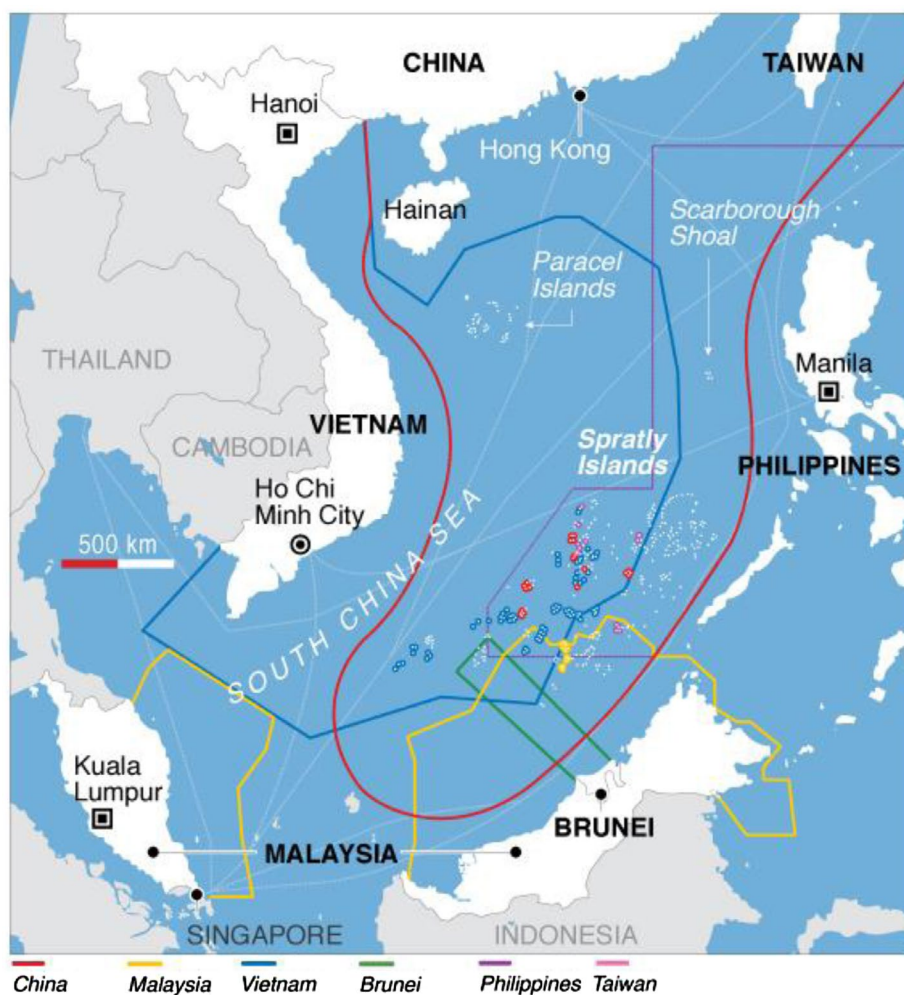 CHINA
TAIWAN
Hanoi
Hong Kong
Hainan
Scarborough
Shoal
Paracel
Islands
THAILAND
Manila
VIETNAM
CAMBODIA
Spratly
Islands
PHILIPPINES
Ho Chi
Minh City
500 km
SOUTH CHINA SEA
Kuala
Lumpur
BRUNEI
MALAYSIA
SINGAPORE
INDONESIA
China
Malaysia
Vietnam
Brunei
Philippines
Taiwan